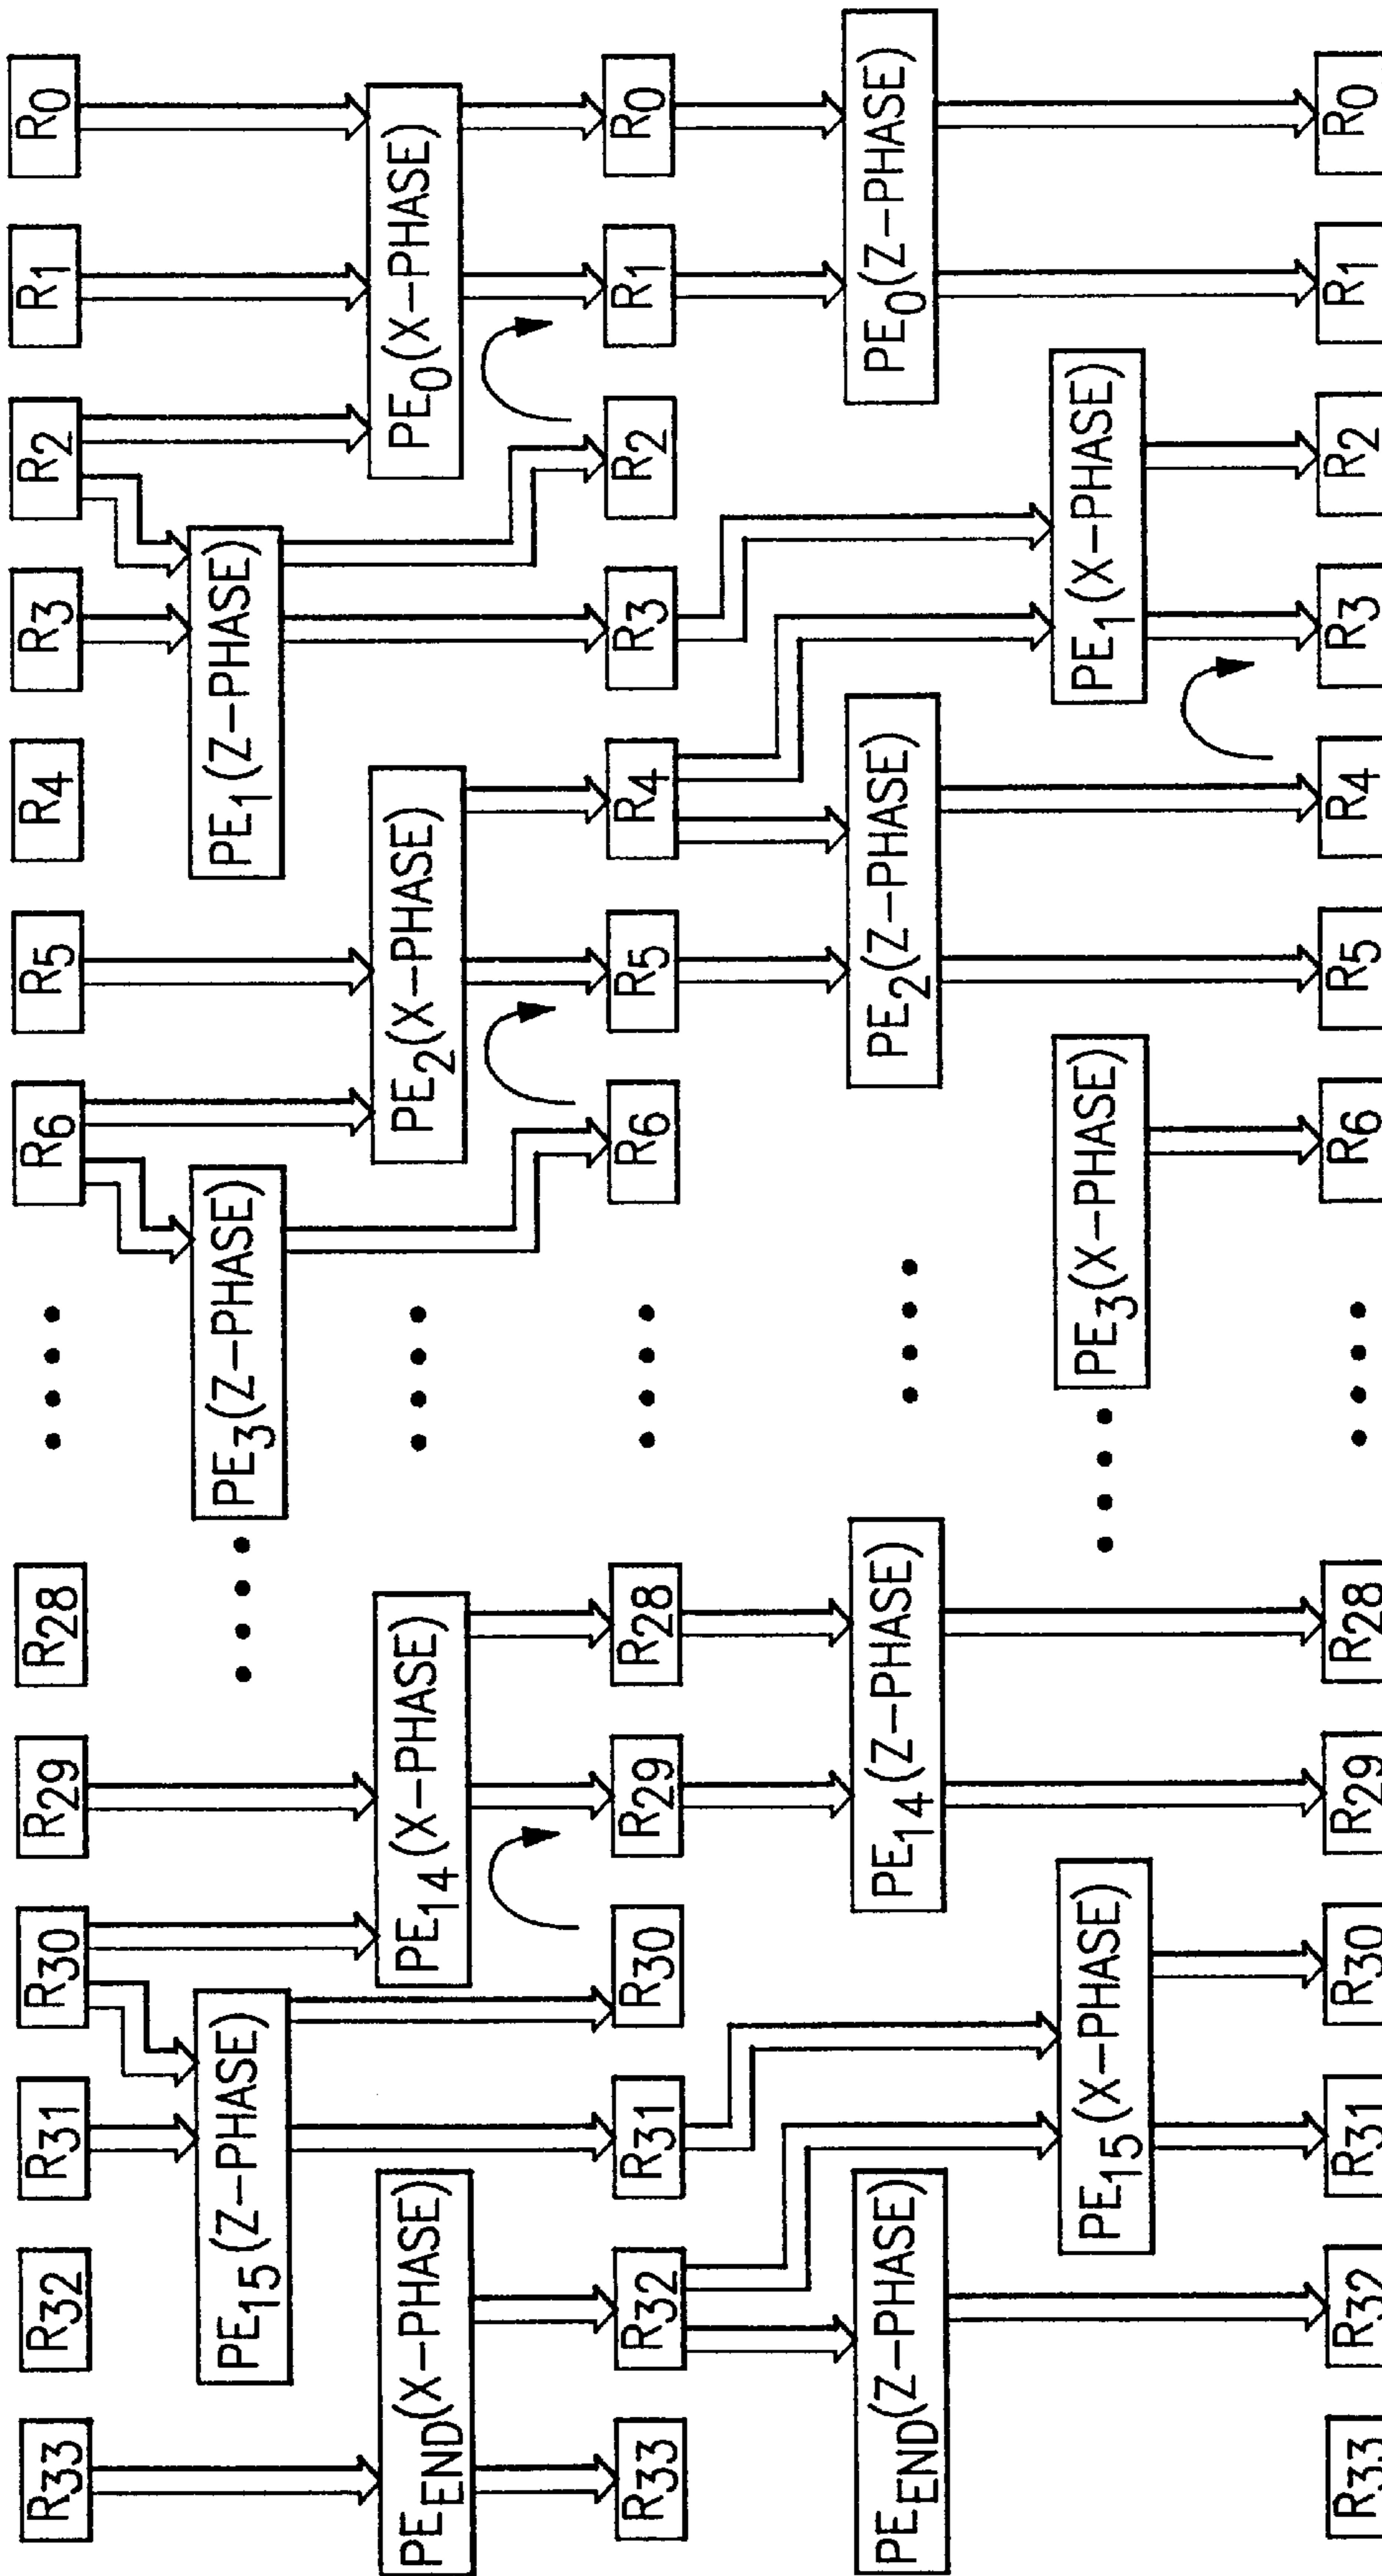 R33 R32 R31 R30 R29 R28 •••• R6 R5 R4 R3 R2 R1 R0
PE15(Z–PHASE) •••• PE3(Z–PHASE) PE1(Z–PHASE)
PEEND(X–PHASE) PE14(X–PHASE) •••• PE2(X–PHASE) PE0(X–PHASE)
R33 R32 R31 R30 R29 R28 •••• R6 R5 R4 R3 R2 R1 R0
PEEND(Z–PHASE) PE14(Z–PHASE) •••• PE2(Z–PHASE) PE0(Z–PHASE)
PE15(X–PHASE) •••• PE3(X–PHASE) PE1(X–PHASE)
R33 R32 R31 R30 R29 R28 •••• R6 R5 R4 R3 R2 R1 R0